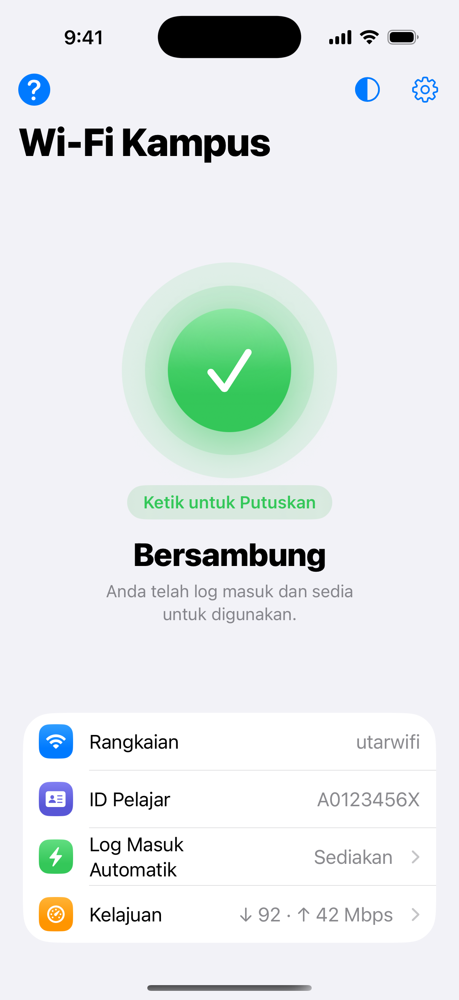 9:41
Wi-Fi Kampus
Ketik untuk Putuskan
Bersambung
Anda telah log masuk dan sedia
untuk digunakan.
Rangkaian utarwifi
ID Pelajar A0123456X
Log Masuk
Automatik Sediakan
Kelajuan ↓ 92 · ↑ 42 Mbps